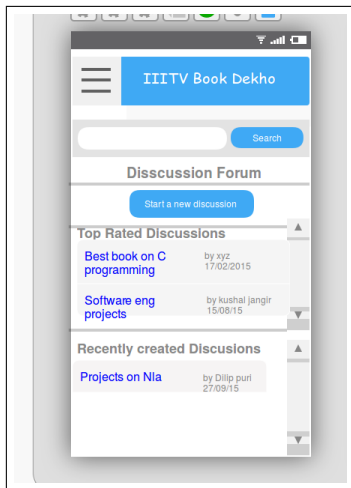 IIITV Book Dekho
Search
Disscussion Forum
Start a new discussion
Top Rated Discussions
Best book on C
programming
by xyz
17/02/2015
Software eng
projects
by kushal jangir
15/08/15
Recently created Discusions
Projects on Nla
by Dilip puri
27/09/15